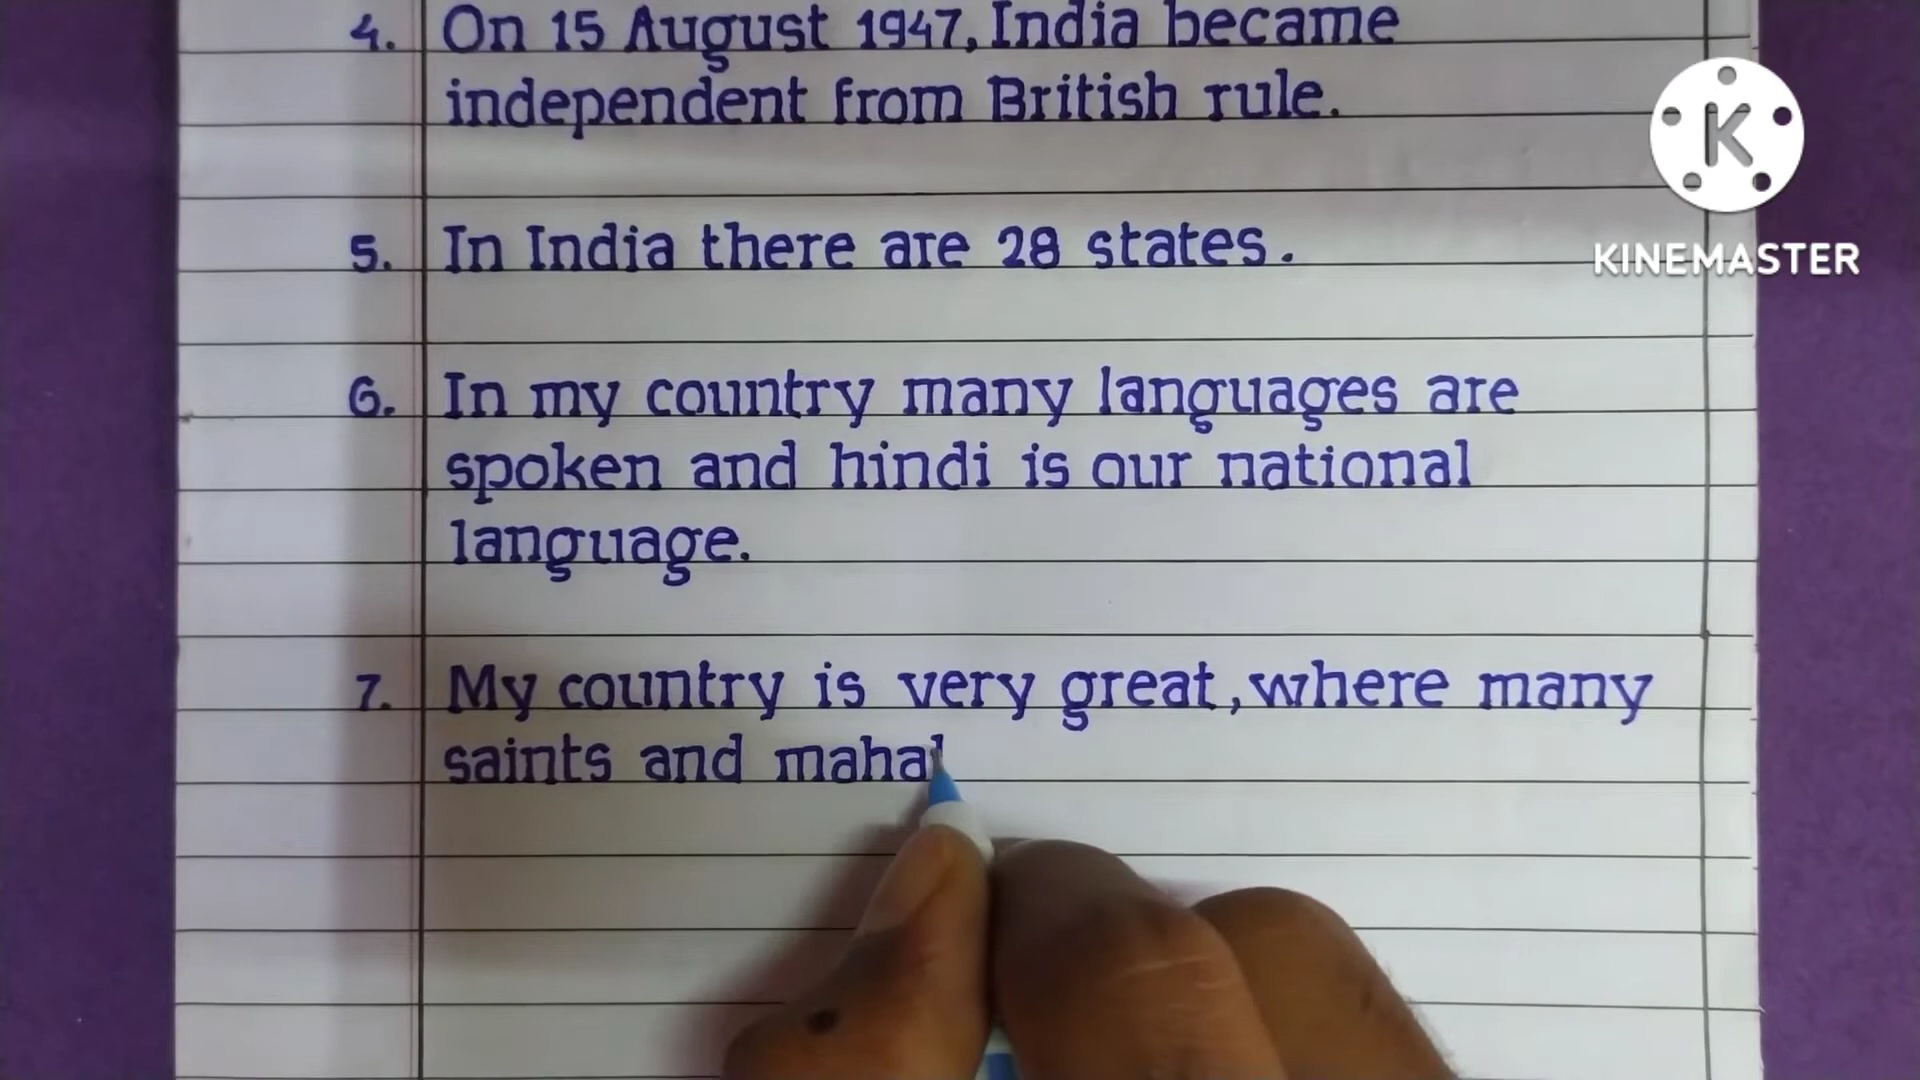 4. On 15 August 1947, India became
independent from British rule.
5. In India there are 28 states.
6. In my country many languages are
spoken and hindi is our national
language.
7. My country is very great, where many
saints and
K
KINEMASTER